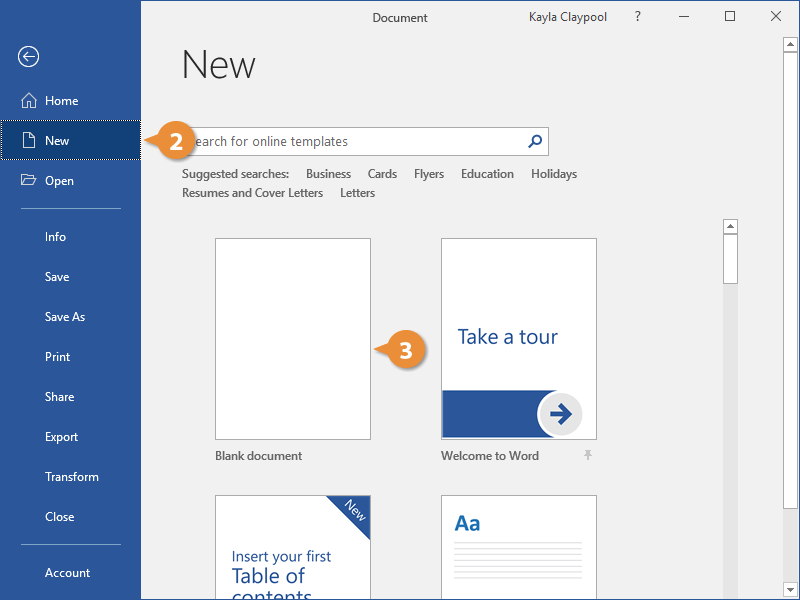 Document
Kayla Claypool
?
New
Home
New
2
earch for online templates
Open
Suggested searches: Business Cards Flyers Education Holidays
Resumes and Cover Letters Letters
Info
Save
Save As
Print
Share
Export
Transform
Close
Account
3
Take a tour
Blank document
Welcome to Word
New
Insert your first
Table of
contents
Aa